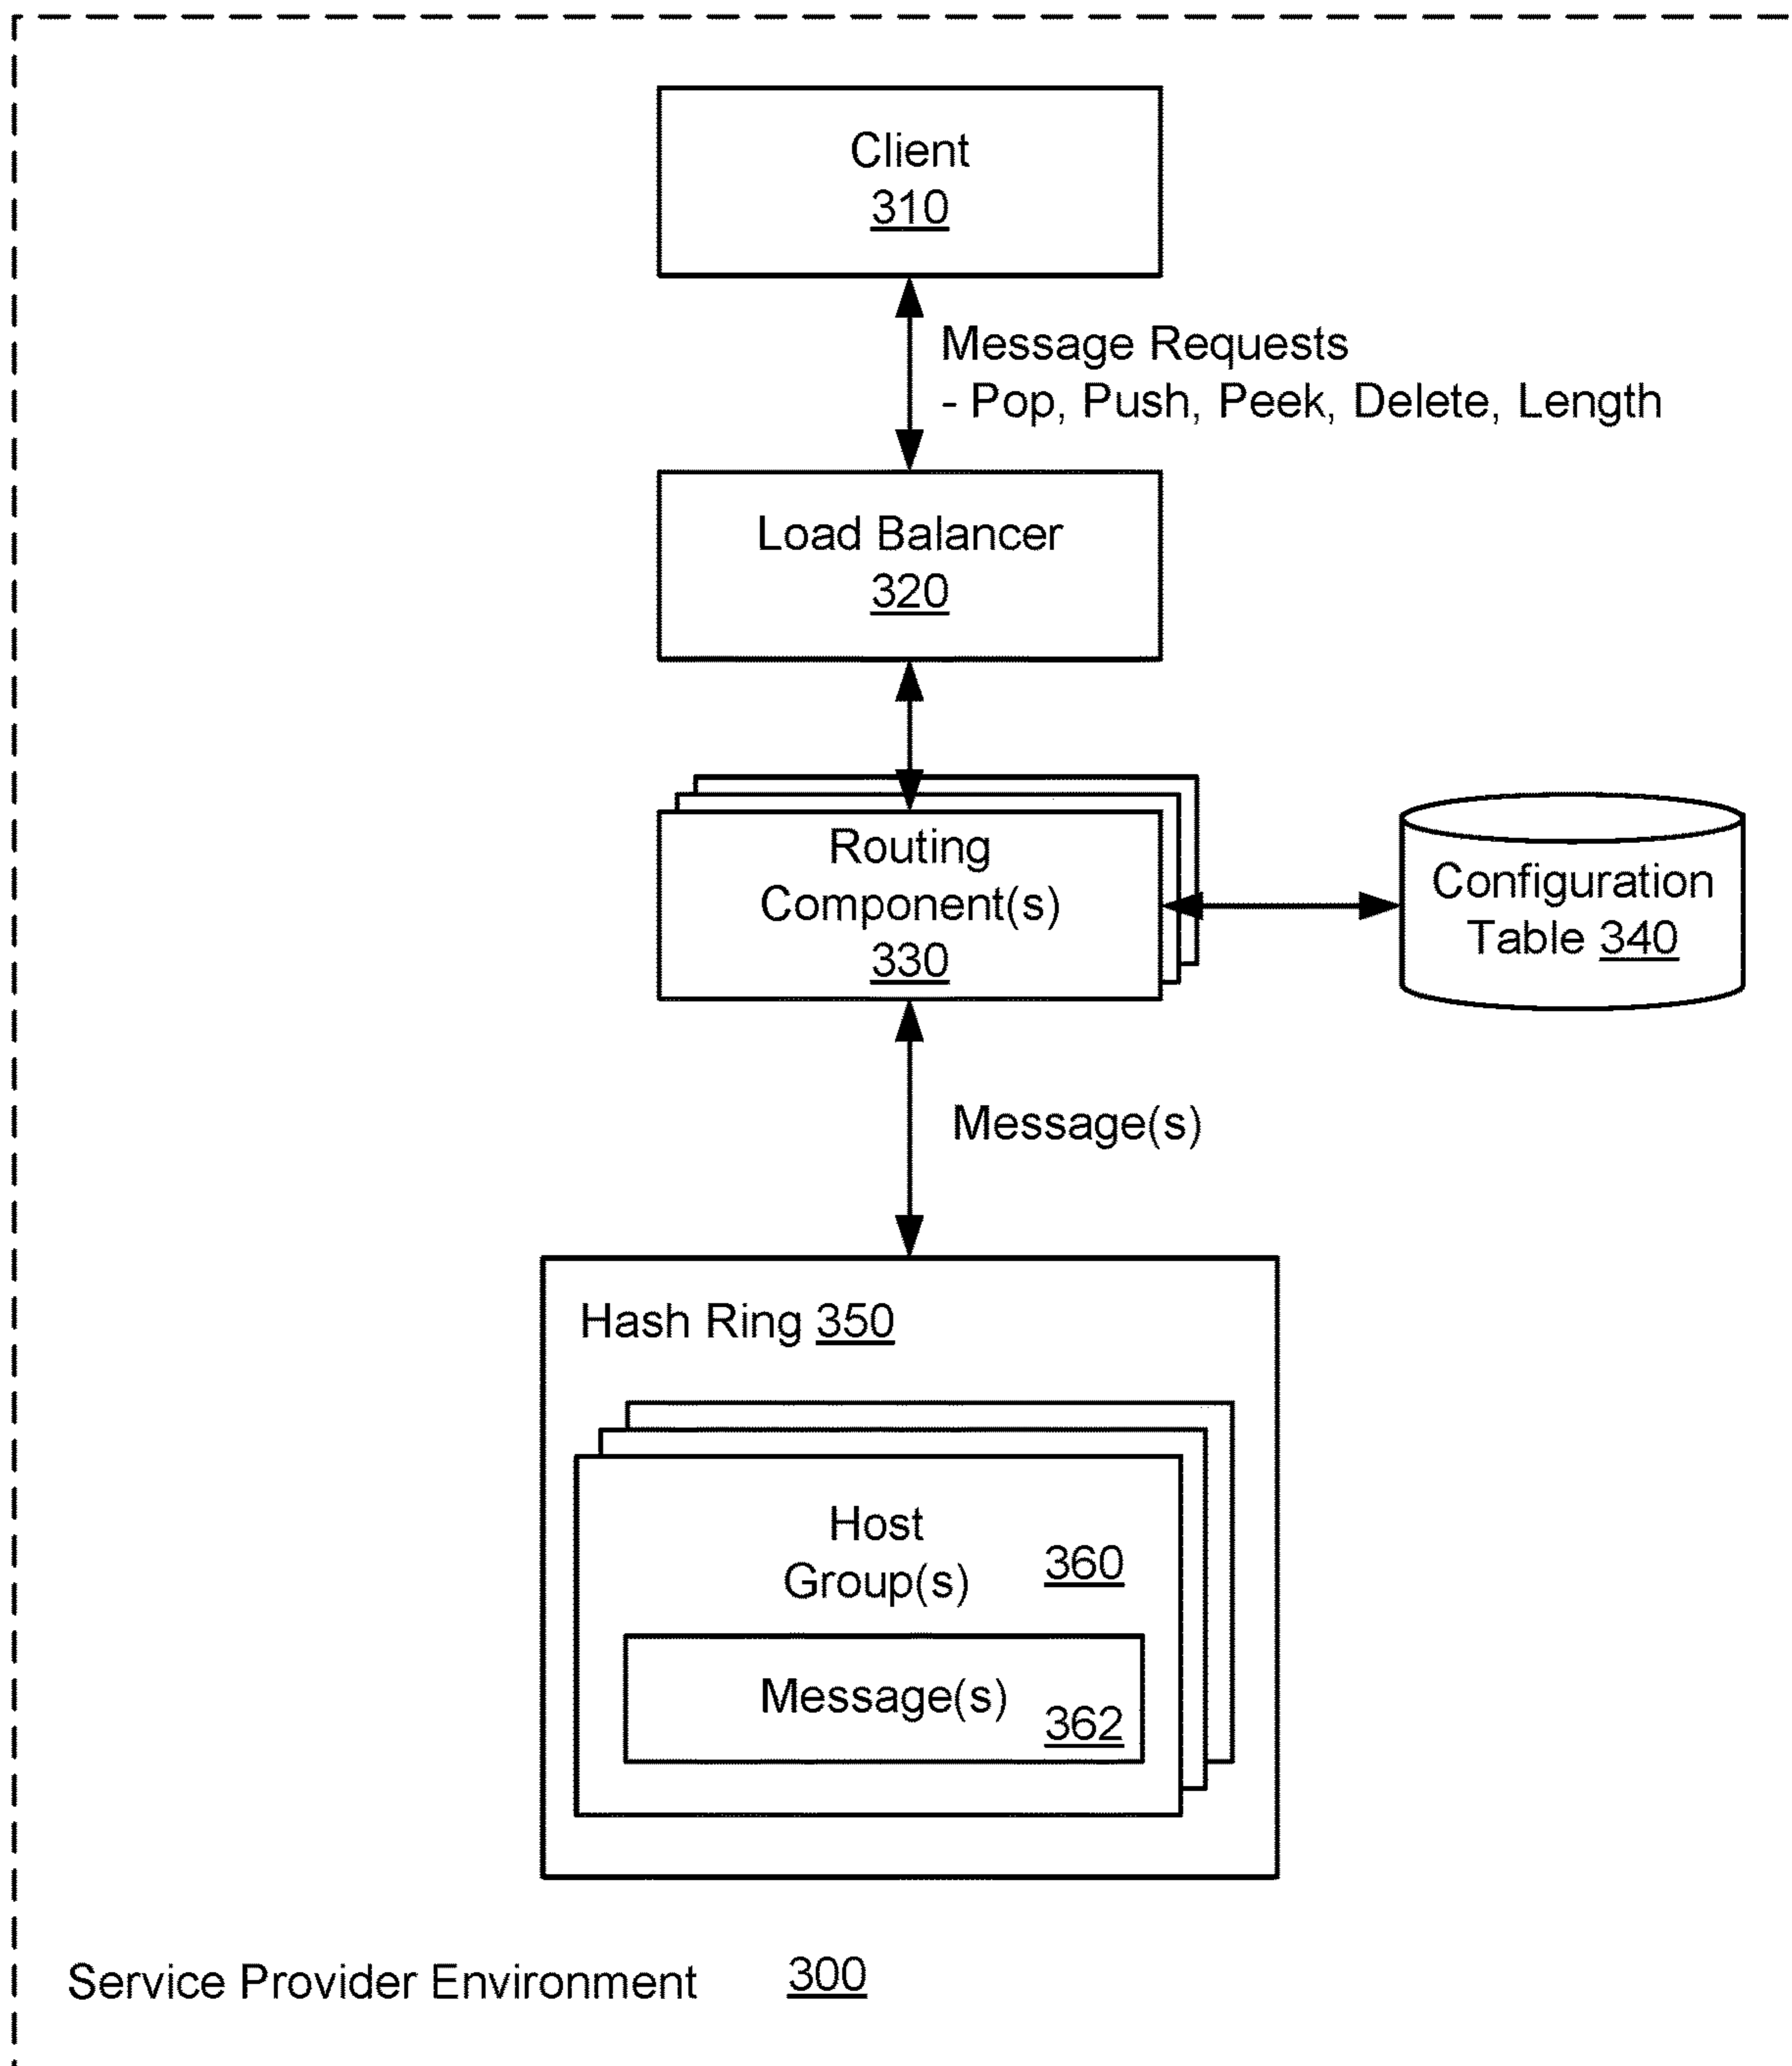 Client
310
Message Requests
- Pop, Push, Peek, Delete, Length
Load Balancer
320
Routing
Component(s)
330
Configuration
Table 340
Message(s)
Hash Ring 350
Host
Group(s)
360
Message(s)
362
Service Provider Environment 300